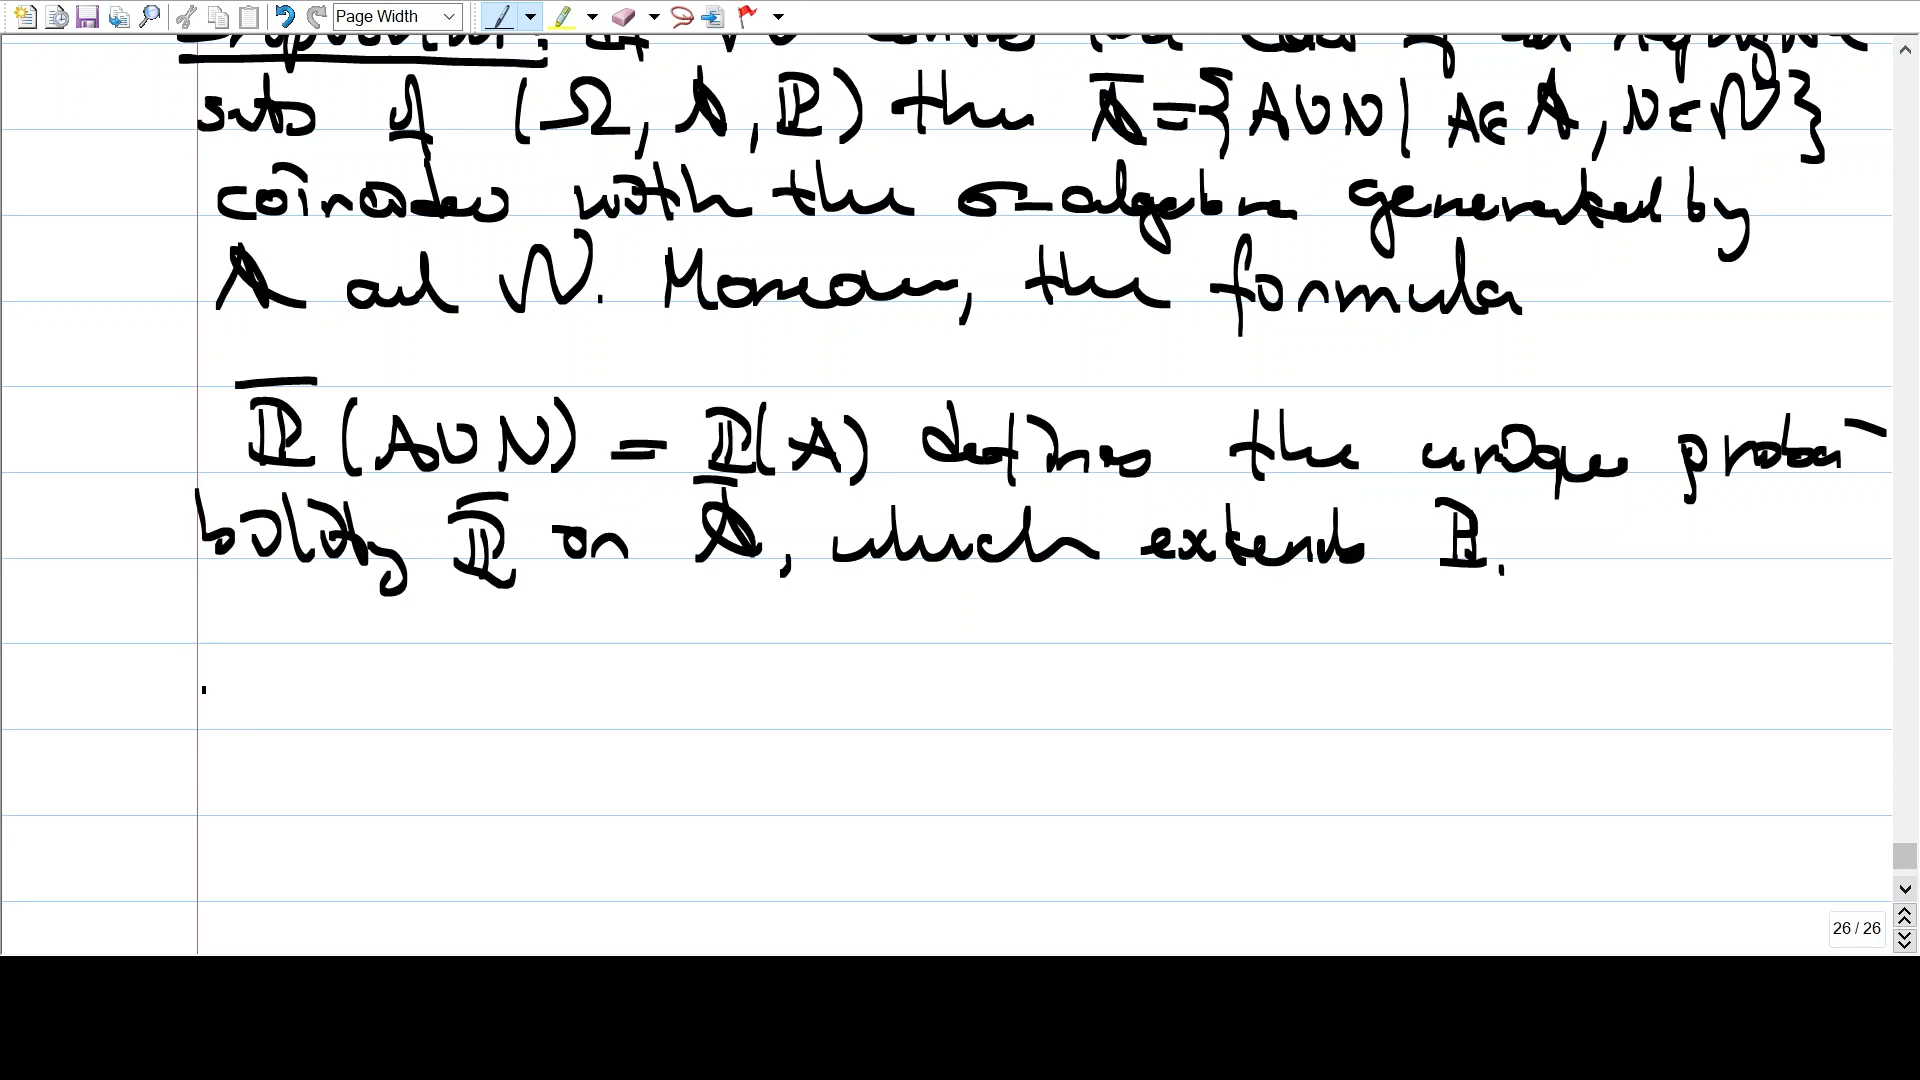 Page Width
sets of (Ω, 𝒜, ℙ) then 𝒜̅ = {A ∪ N | A ∈ 𝒜, N ∈ 𝒩}
coincides with the σ-algebra generated by
𝒜 and 𝒩. Moreover, the formula
ℙ̅(A ∪ N) = ℙ(A) defines the unique proba-
bility ℙ̅ on 𝒜̅, which extends ℙ.
26 / 26